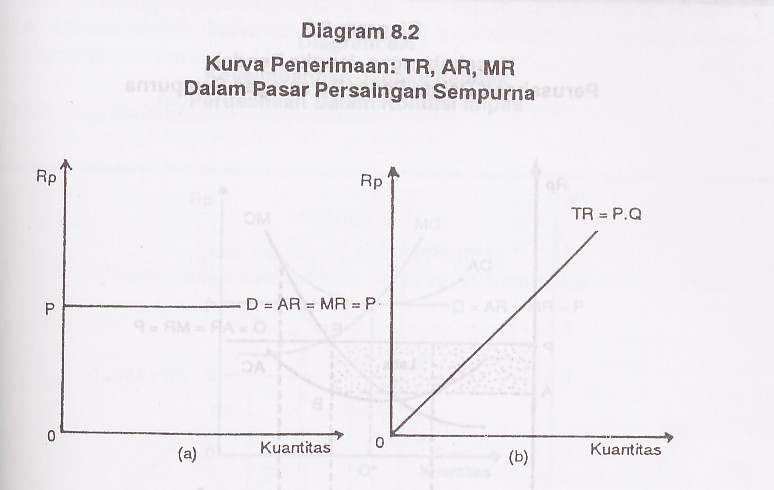 Diagram 8.2
Kurva Penerimaan: TR, AR, MR
Dalam Pasar Persaingan Sempurna
Rp
P
D = AR = MR = P
0
(a)
Kuantitas
Rp
TR = P.Q
0
(b)
Kuantitas